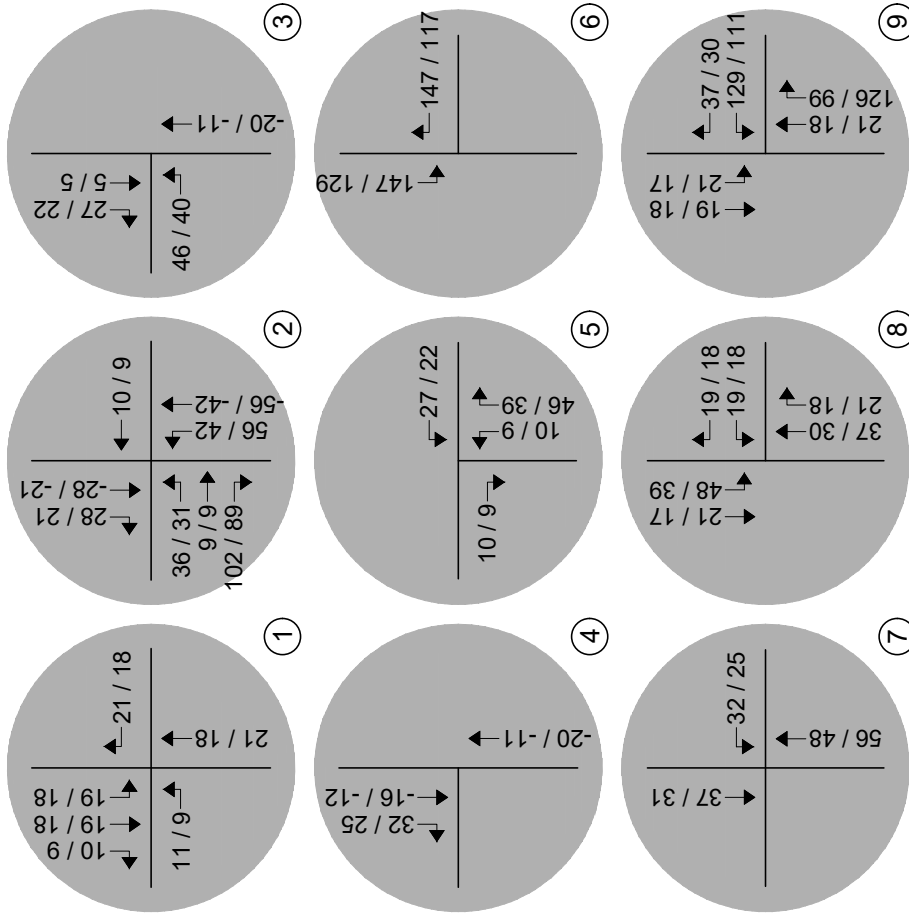 10 / 9
19 / 18
19 / 18
21 / 18
11 / 9
21 / 18
1
28 / 21
-28 / -21
10 / 9
36 / 31
9 / 9
102 / 89
56 / 42
-56 / -42
2
27 / 22
5 / 5
46 / 40
-20 / -11
3
32 / 25
-16 / -12
-20 / -11
4
27 / 22
10 / 9
10 / 9
46 / 39
5
147 / 129
147 / 117
6
37 / 31
32 / 25
56 / 48
7
21 / 17
48 / 39
19 / 18
19 / 18
37 / 30
21 / 18
8
19 / 18
21 / 17
37 / 30
129 / 111
21 / 18
126 / 99
9